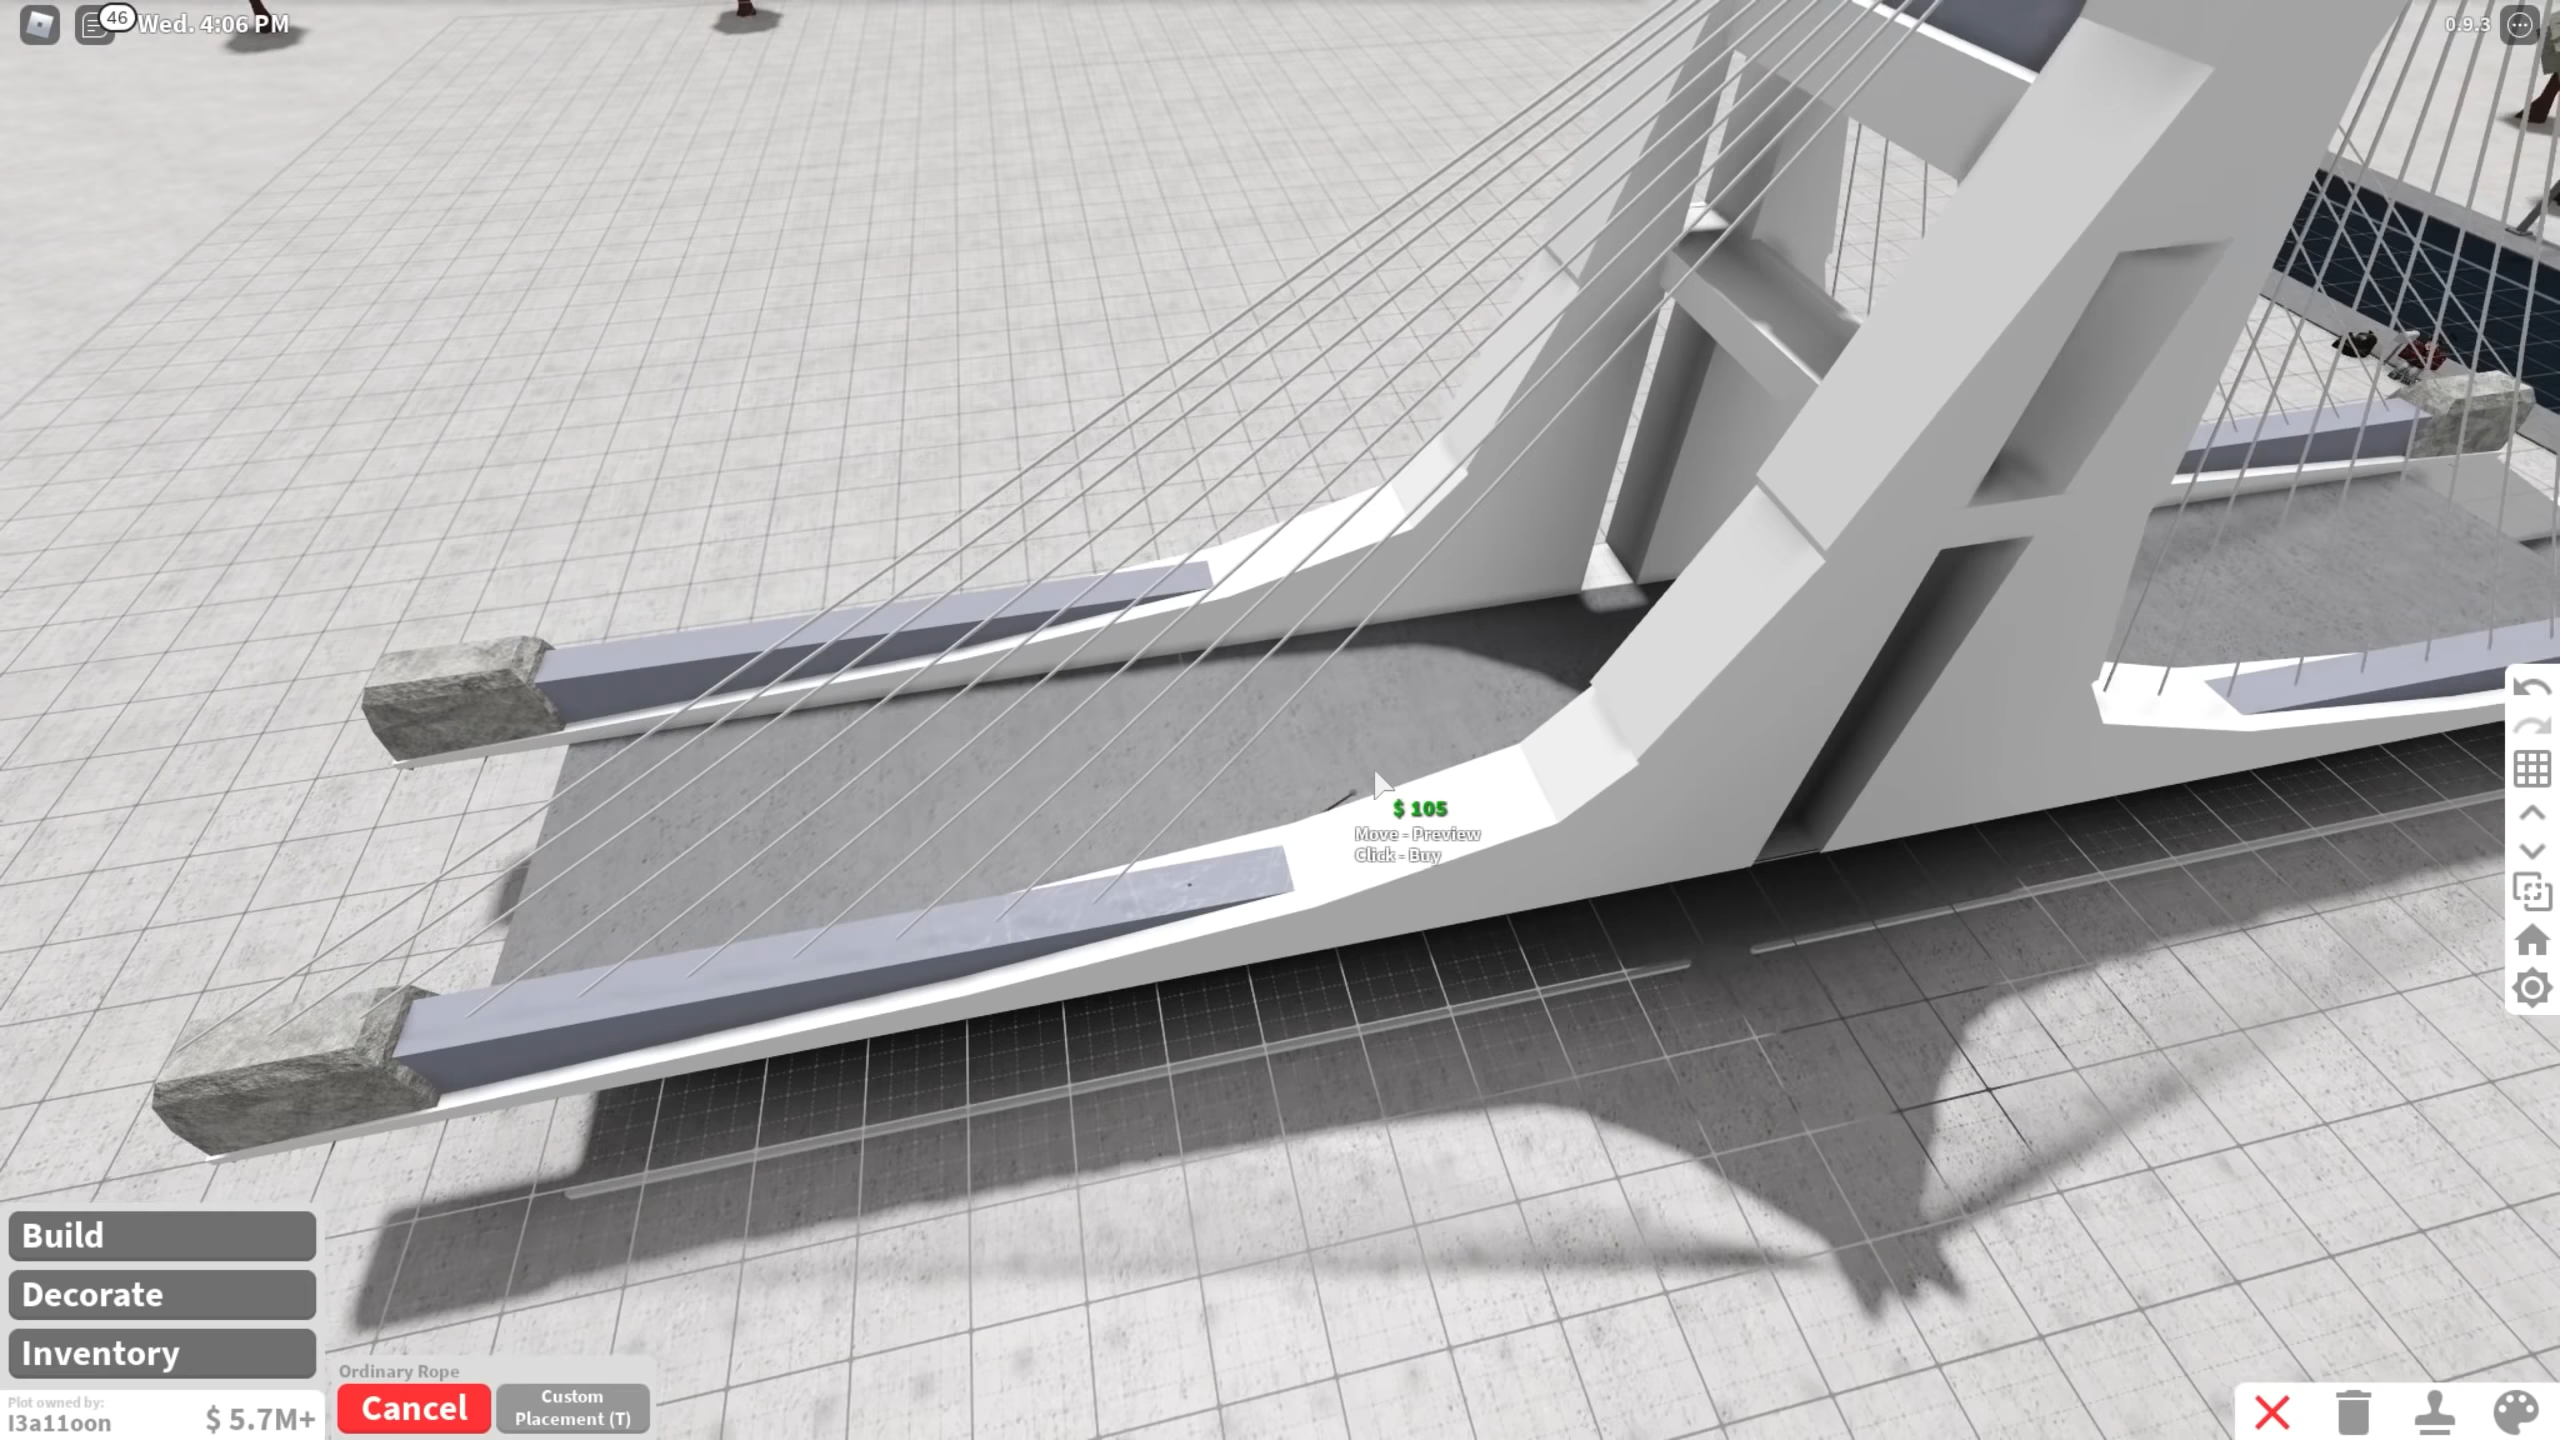 46
Wed. 4:06 PM
0.9.3
$ 105
Move - Preview
Click - Buy
Build
Decorate
Inventory
Plot owned by:
l3a11oon
$ 5.7M+
Ordinary Rope
Cancel
Custom
Placement (T)